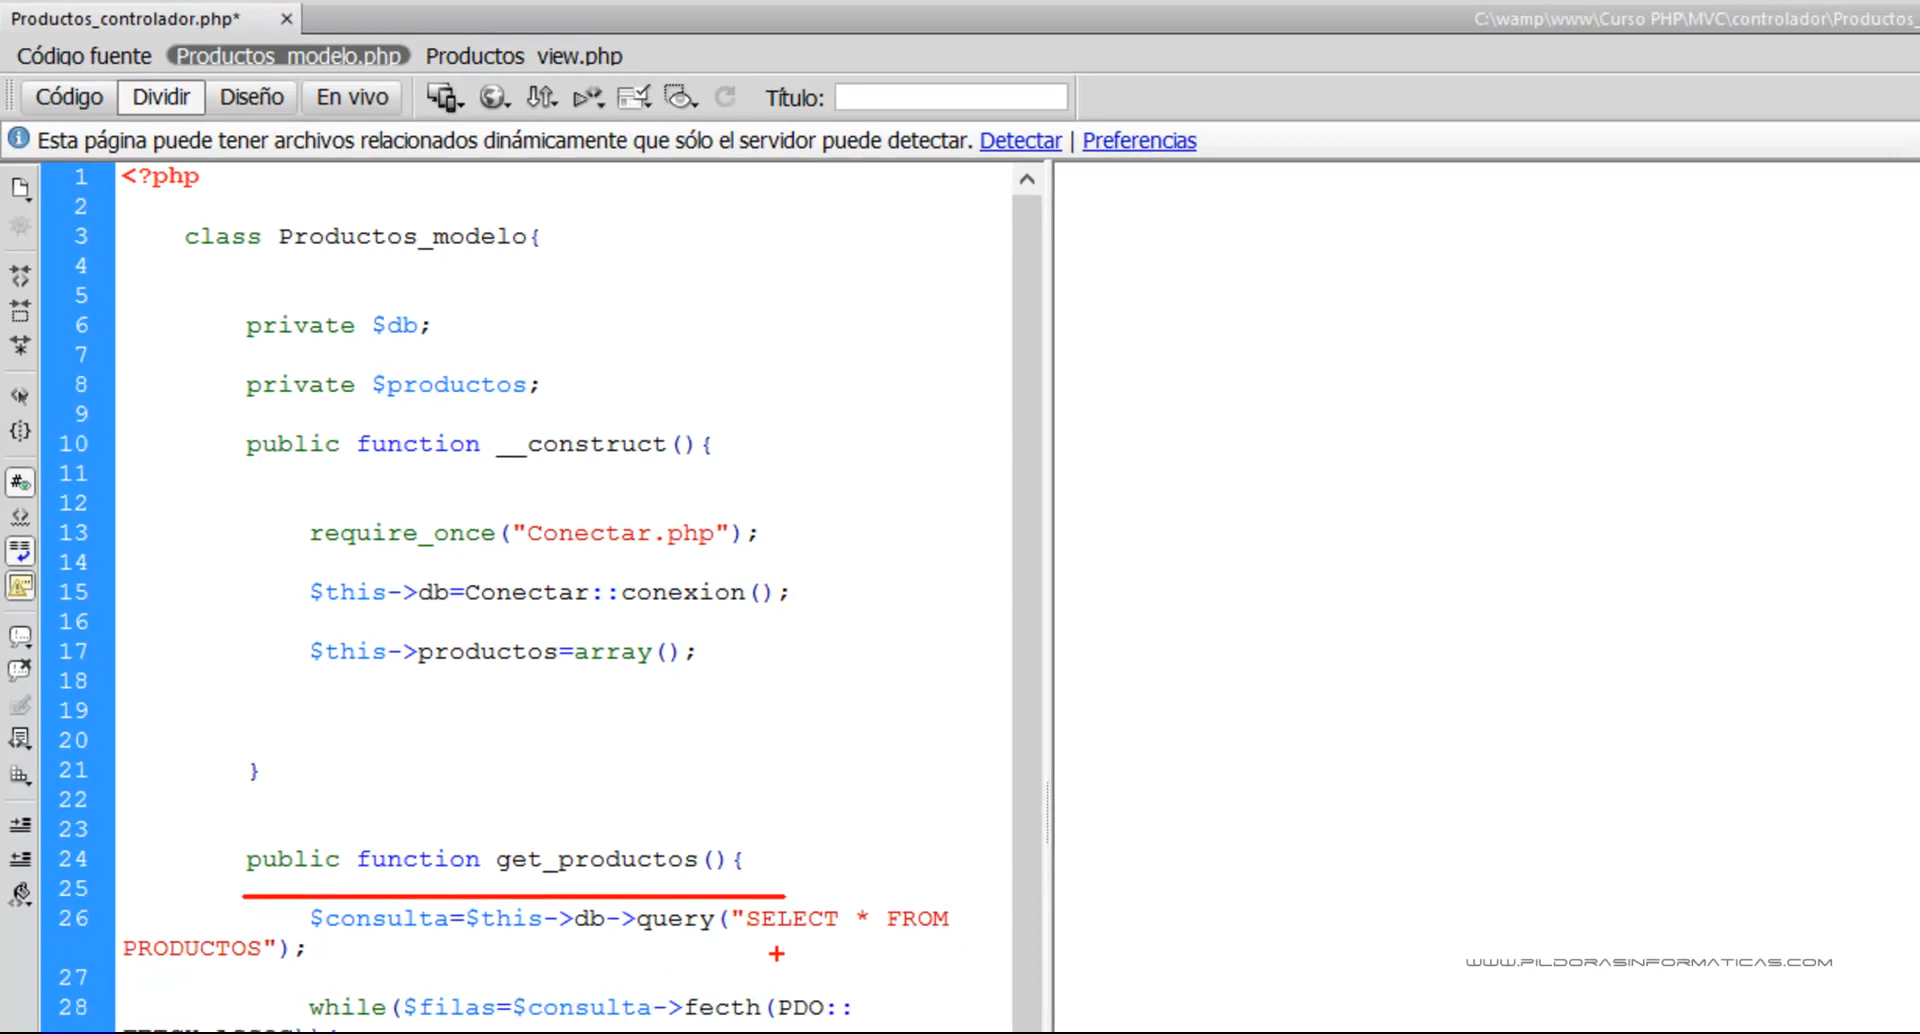 Productos_controlador.php* ×
C:\wamp\www\Curso PHP\MVC\controlador\Productos_
Código fuente Productos_modelo.php Productos_view.php
Código Dividir Diseño En vivo Título:
Esta página puede tener archivos relacionados dinámicamente que sólo el servidor puede detectar. Detectar | Preferencias
1 <?php
2
3 class Productos_modelo{
4
5
6 private $db;
7
8 private $productos;
9
10 public function __construct(){
11
12
13 require_once("Conectar.php");
14
15 $this->db=Conectar::conexion();
16
17 $this->productos=array();
18
19
20
21 }
22
23
24 public function get_productos(){
25
26 $consulta=$this->db->query("SELECT * FROM
PRODUCTOS");
27
28 while($filas=$consulta->fecth(PDO::
WWW.PILDORASINFORMATICAS.COM